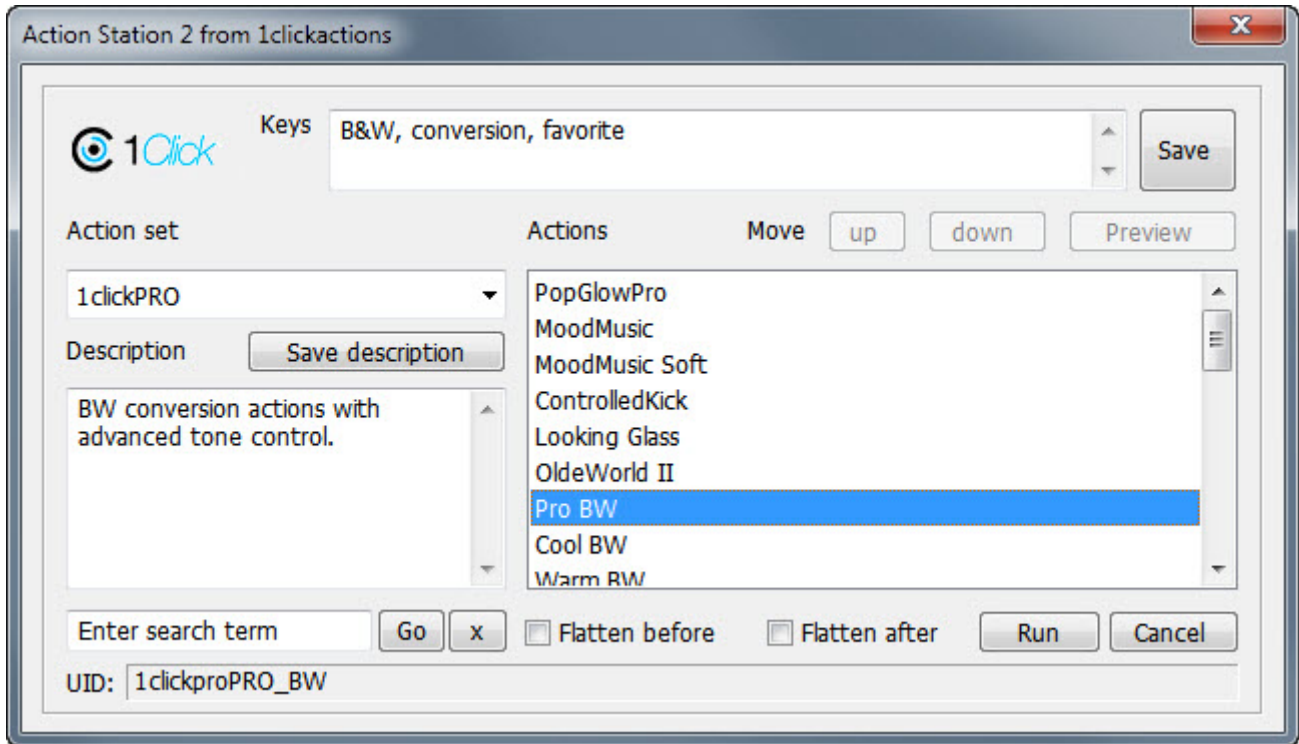 Action Station 2 from 1clickactions
X
1Click
Keys
B&W, conversion, favorite
Save
Action set
Actions
Move
up
down
Preview
1clickPRO
Description
Save description
BW conversion actions with
advanced tone control.
PopGlowPro
MoodMusic
MoodMusic Soft
ControlledKick
Looking Glass
OldeWorld II
Pro BW
Cool BW
Warm BW
Enter search term
Go
x
Flatten before
Flatten after
Run
Cancel
UID:
1clickproPRO_BW